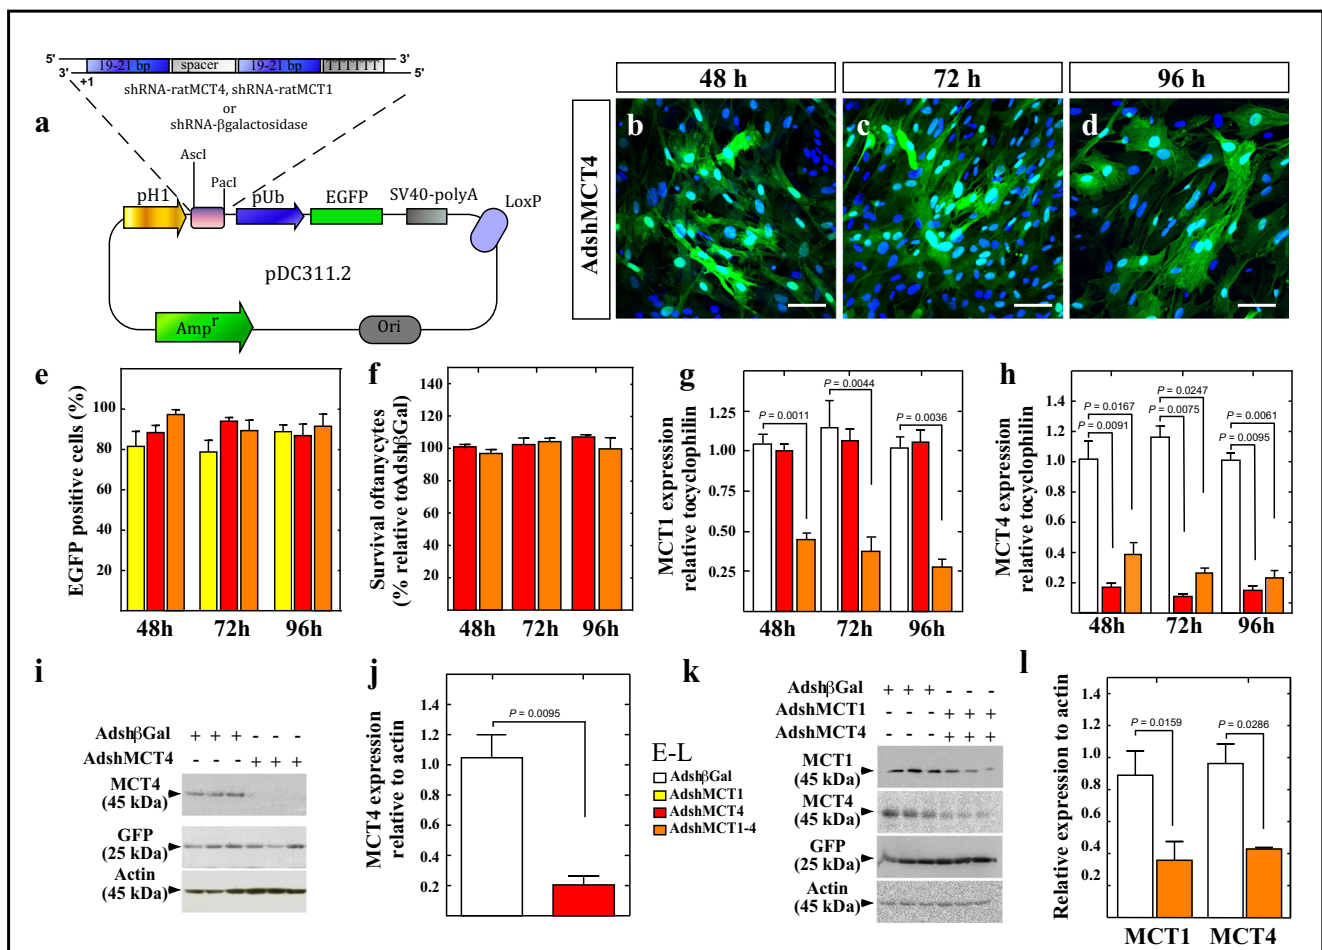 5'
3'
19-21 bp
spacer
19-21 bp
TTTTTT
3'
5'
+1
shRNA-ratMCT4, shRNA-ratMCT1
or
shRNA-βgalactosidase
a
AscI
PacI
pH1
pUb
EGFP
SV40-polyA
LoxP
pDC311.2
Amp^r
Ori
48 h
72 h
96 h
AdshMCT4
b
c
d
e
EGFP positive cells (%)
100
80
60
40
20
48h
72h
96h
f
Survival oftanycytes
(% relative toAdshβGal)
140
120
100
80
60
40
20
48h
72h
96h
g
MCT1 expression
relative tocyclophilin
1.25
1.00
0.75
0.50
0.25
P = 0.0011
P = 0.0044
P = 0.0036
48h
72h
96h
h
MCT4 expression
relative tocyclophilin
1.4
1.2
1.0
0.8
0.6
0.4
0.2
P = 0.0167
P = 0.0091
P = 0.0247
P = 0.0075
P = 0.0061
P = 0.0095
48h
72h
96h
i
AdshβGal + + + - - -
AdshMCT4 - - - + + +
MCT4
(45 kDa)
GFP
(25 kDa)
Actin
(45 kDa)
j
MCT4 expression
relative to actin
1.4
1.2
1.0
0.8
0.6
0.4
0.2
P = 0.0095
E-L
AdshβGal
AdshMCT1
AdshMCT4
AdshMCT1-4
k
AdshβGal + + + - - -
AdshMCT1 - - - + + +
AdshMCT4 - - - + + +
MCT1
(45 kDa)
MCT4
(45 kDa)
GFP
(25 kDa)
Actin
(45 kDa)
l
Relative expression to actin
1.4
1.2
1.0
0.8
0.6
0.4
0.2
P = 0.0159
P = 0.0286
MCT1
MCT4